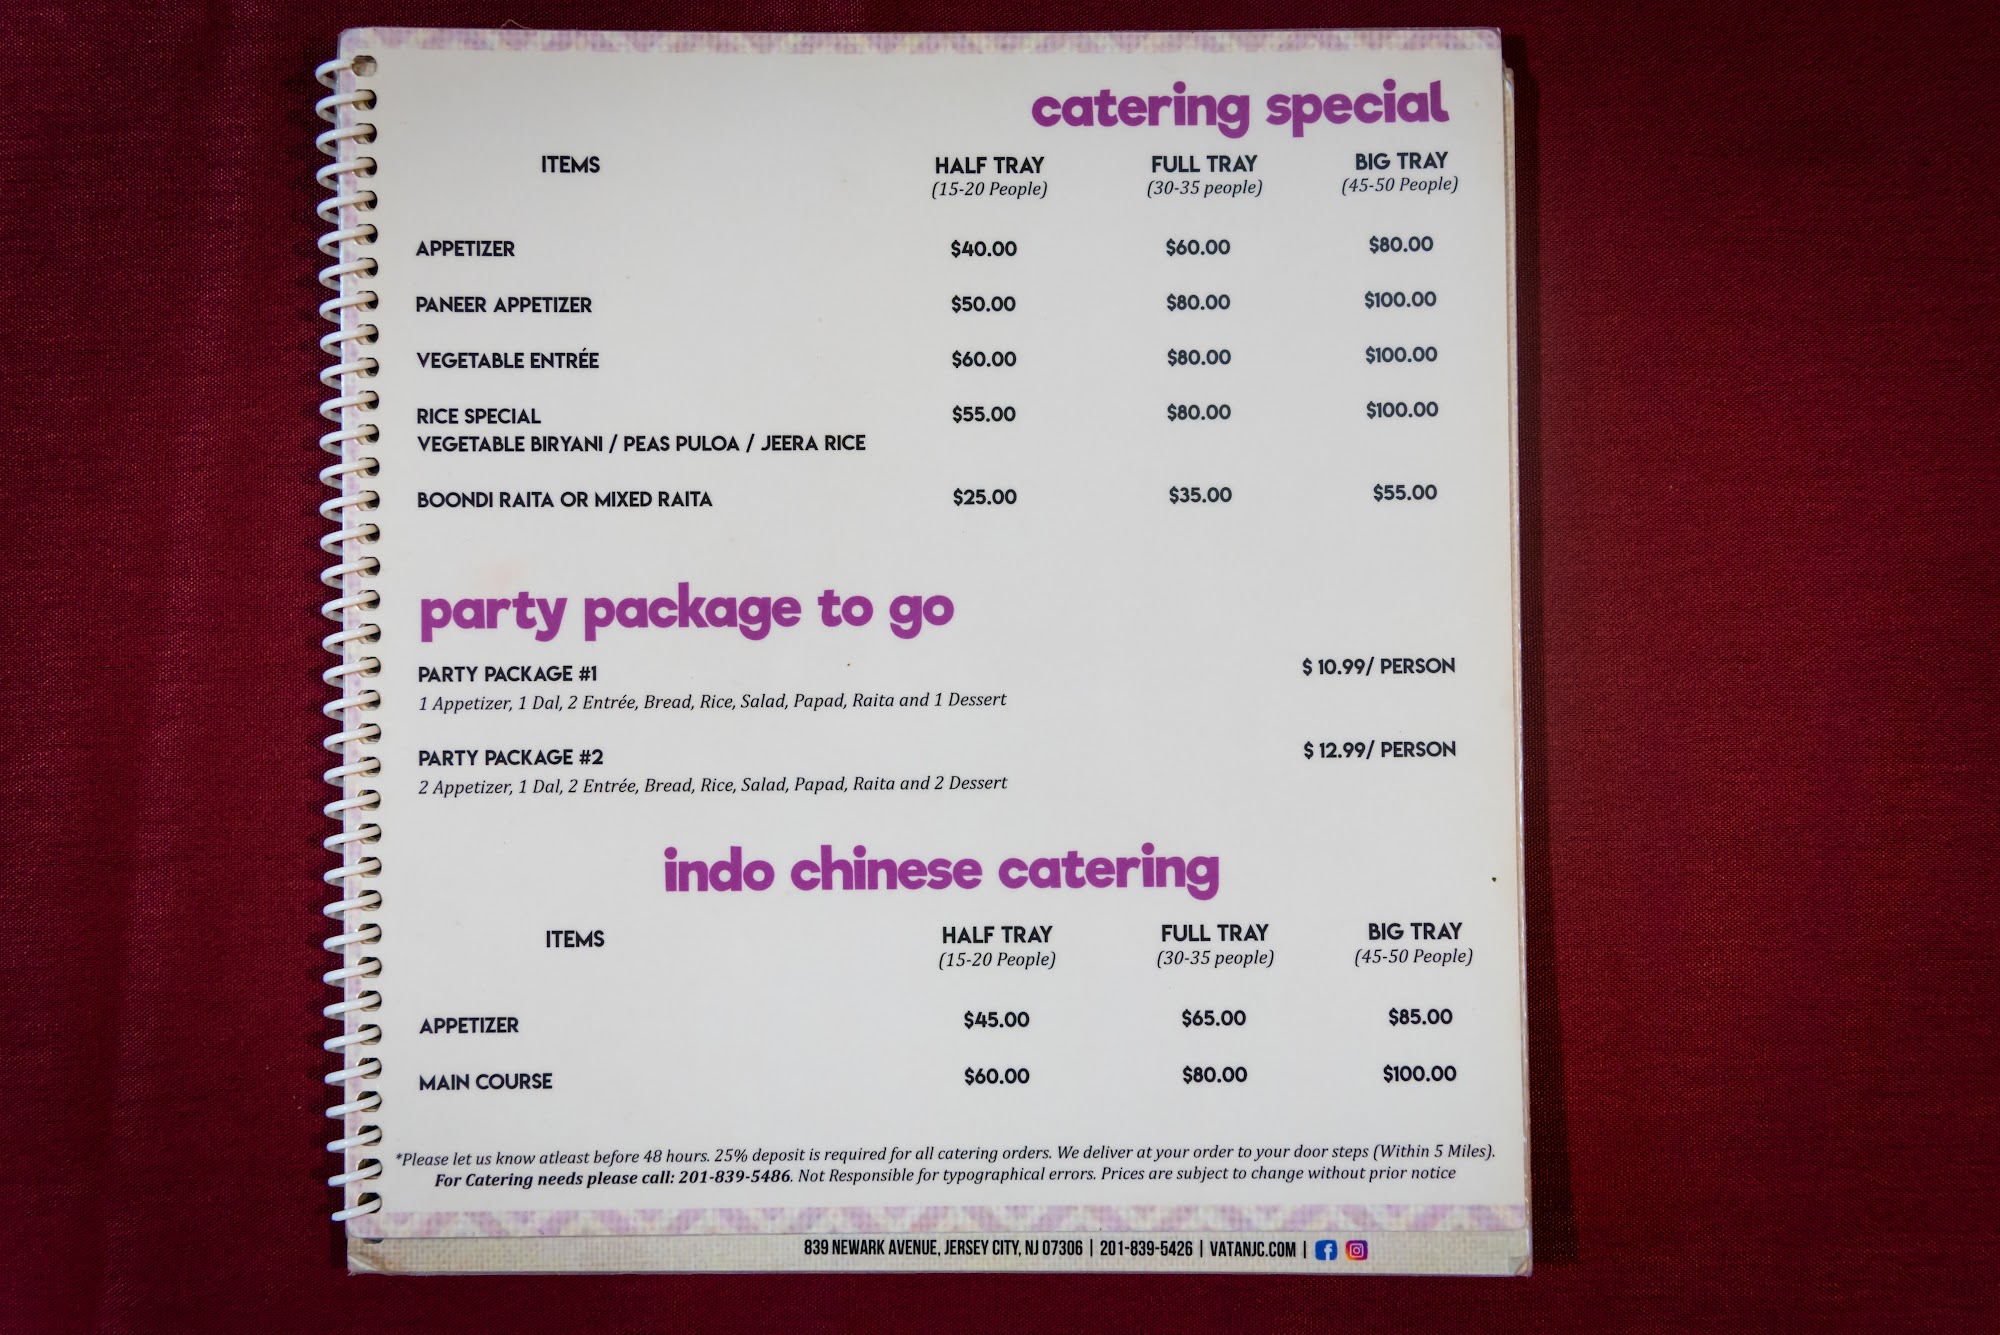 catering special
ITEMS HALF TRAY FULL TRAY BIG TRAY
(15-20 People) (30-35 people) (45-50 People)
APPETIZER $40.00 $60.00 $80.00
PANEER APPETIZER $50.00 $80.00 $100.00
VEGETABLE ENTRÉE $60.00 $80.00 $100.00
RICE SPECIAL $55.00 $80.00 $100.00
VEGETABLE BIRYANI / PEAS PULOA / JEERA RICE
BOONDI RAITA OR MIXED RAITA $25.00 $35.00 $55.00
party package to go
PARTY PACKAGE #1 $ 10.99/ PERSON
1 Appetizer, 1 Dal, 2 Entrée, Bread, Rice, Salad, Papad, Raita and 1 Dessert
PARTY PACKAGE #2 $ 12.99/ PERSON
2 Appetizer, 1 Dal, 2 Entrée, Bread, Rice, Salad, Papad, Raita and 2 Dessert
indo chinese catering
ITEMS HALF TRAY FULL TRAY BIG TRAY
(15-20 People) (30-35 people) (45-50 People)
APPETIZER $45.00 $65.00 $85.00
MAIN COURSE $60.00 $80.00 $100.00
*Please let us know atleast before 48 hours. 25% deposit is required for all catering orders. We deliver at your order to your door steps (Within 5 Miles).
For Catering needs please call: 201-839-5486. Not Responsible for typographical errors. Prices are subject to change without prior notice
839 NEWARK AVENUE, JERSEY CITY, NJ 07306 | 201-839-5426 | VATANJC.COM |